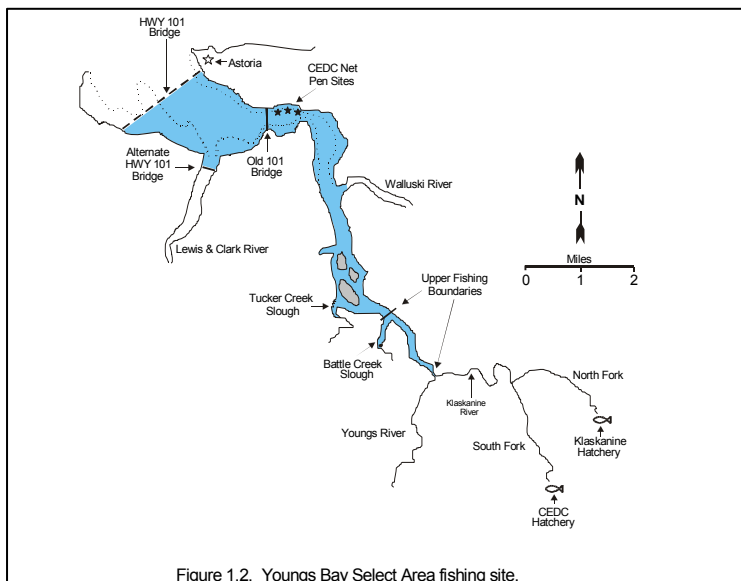 HWY 101
Bridge
Astoria
CEDC Net
Pen Sites
Alternate
HWY 101
Bridge
Old 101
Bridge
Walluski River
N
Miles
0 1 2
Lewis & Clark River
Upper Fishing
Boundaries
Tucker Creek
Slough
Battle Creek
Slough
North Fork
Klaskanine
River
Youngs River
South Fork
Klaskanine
Hatchery
CEDC
Hatchery
Figure 1.2. Youngs Bay Select Area fishing site.